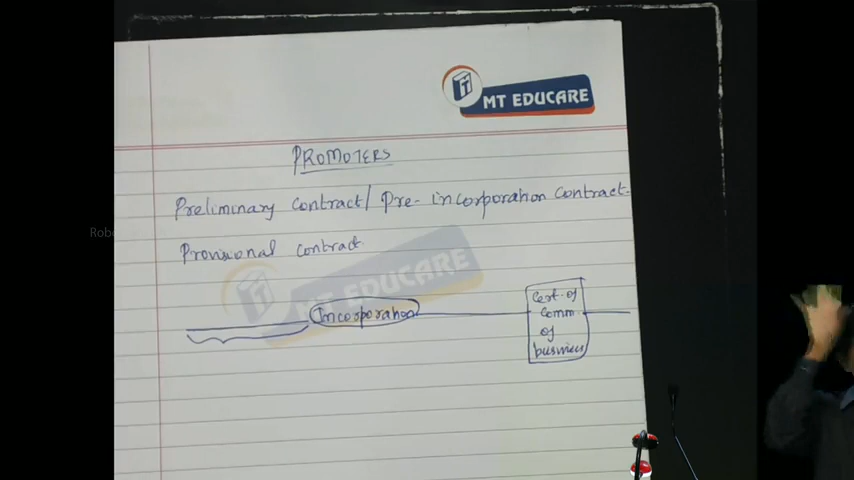 MT EDUCARE
PROMOTERS
Preliminary contract/ Pre-incorporation contract-
Provisional contract
MT EDUCARE
Incorporation
Cert. of
Comm.
of
business